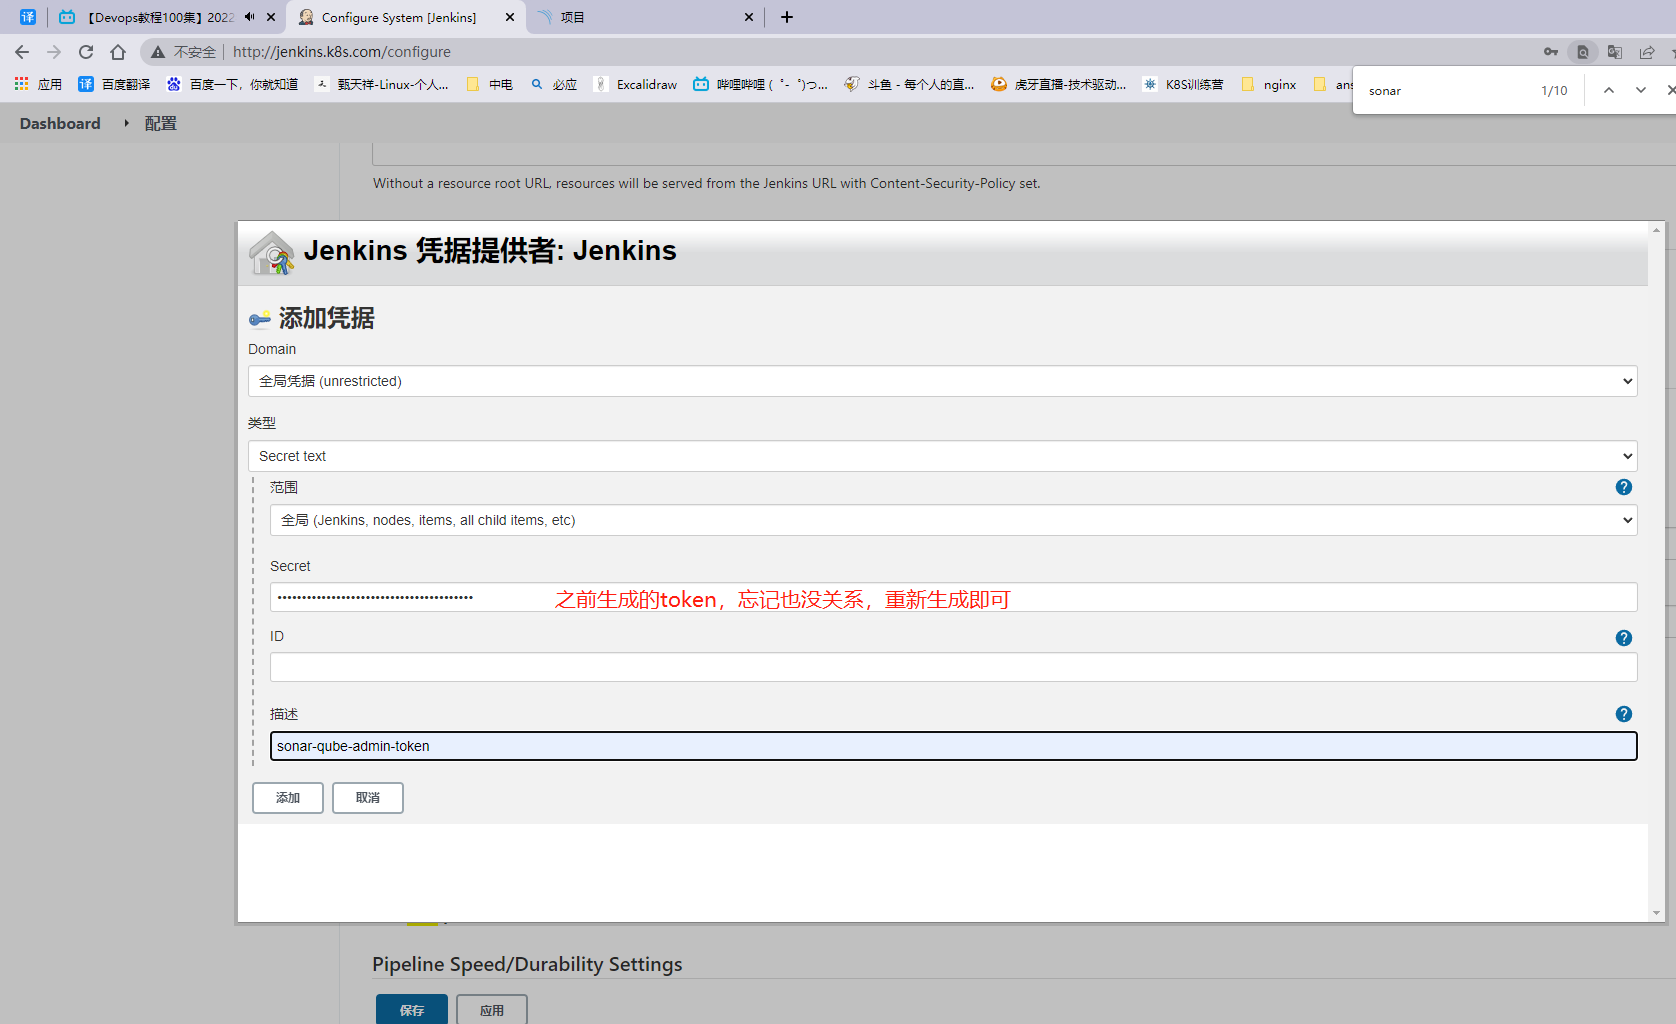 译
【Devops教程100集】2022
Configure System [Jenkins]
项目
不安全
http://jenkins.k8s.com/configure
应用
译 百度翻译
百度一下，你就知道
甄天祥-Linux-个人...
中电
必应
Excalidraw
哔哩哔哩 (゜-゜)つ...
斗鱼 - 每个人的直...
虎牙直播-技术驱动...
K8S训练营
nginx
ans
sonar
1/10
Dashboard
配置
Without a resource root URL, resources will be served from the Jenkins URL with Content-Security-Policy set.
Jenkins 凭据提供者: Jenkins
添加凭据
Domain
全局凭据 (unrestricted)
类型
Secret text
范围
?
全局 (Jenkins, nodes, items, all child items, etc)
Secret
········································
之前生成的token，忘记也没关系，重新生成即可
ID
?
描述
?
sonar-qube-admin-token
添加
取消
Pipeline Speed/Durability Settings
保存
应用